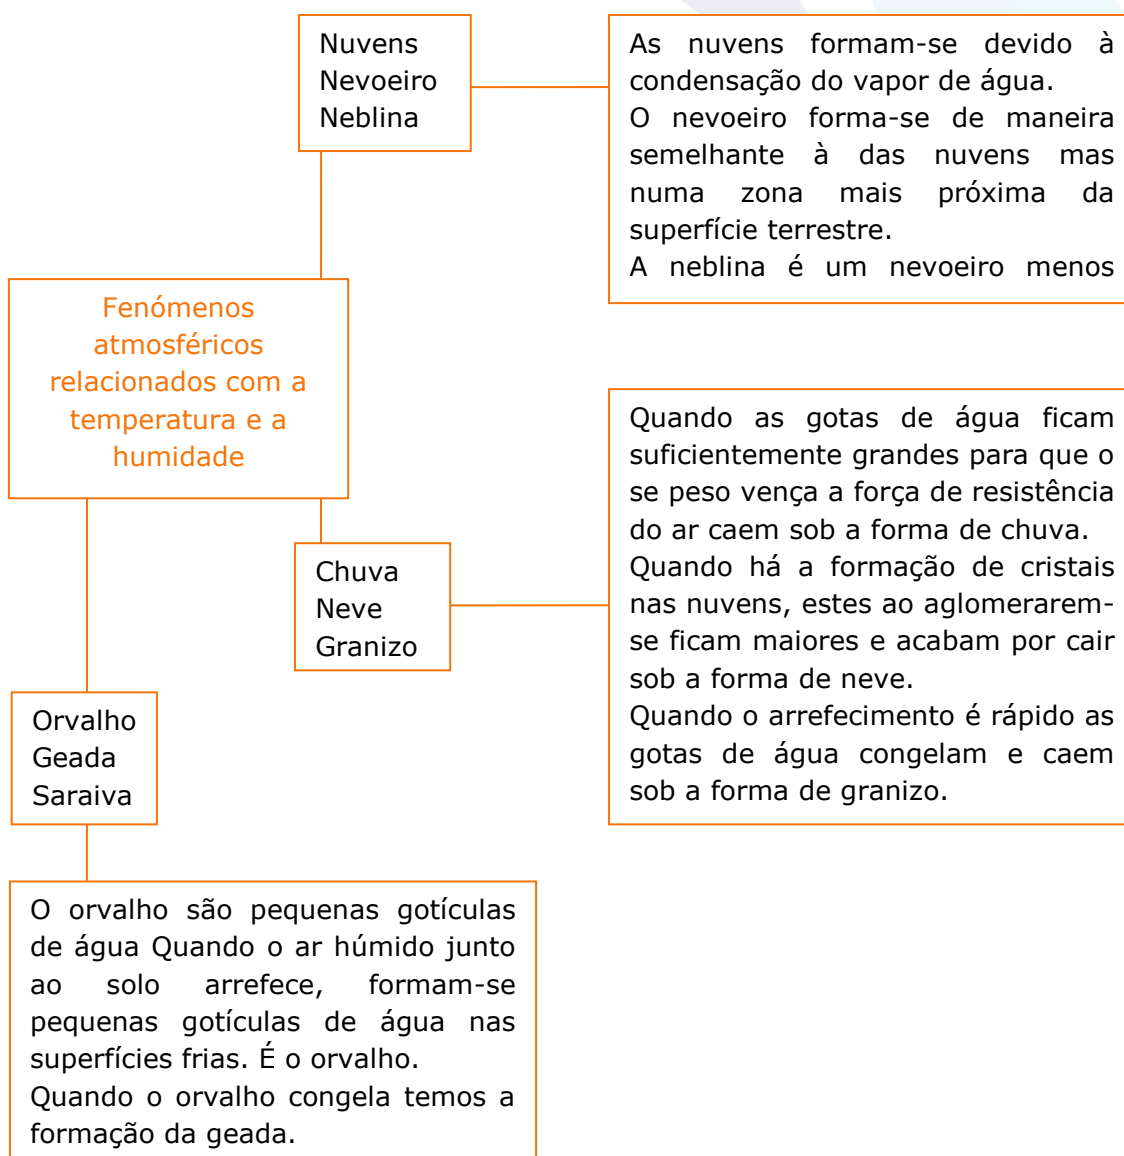 Nuvens
Nevoeiro
Neblina
As nuvens formam-se devido à
condensação do vapor de água.
O nevoeiro forma-se de maneira
semelhante à das nuvens mas
numa zona mais próxima da
superfície terrestre.
A neblina é um nevoeiro menos
Fenómenos
atmosféricos
relacionados com a
temperatura e a
humidade
Quando as gotas de água ficam
suficientemente grandes para que o
se peso vença a força de resistência
do ar caem sob a forma de chuva.
Quando há a formação de cristais
nas nuvens, estes ao aglomerarem-
se ficam maiores e acabam por cair
sob a forma de neve.
Quando o arrefecimento é rápido as
gotas de água congelam e caem
sob a forma de granizo.
Chuva
Neve
Granizo
Orvalho
Geada
Saraiva
O orvalho são pequenas gotículas
de água Quando o ar húmido junto
ao solo arrefece, formam-se
pequenas gotículas de água nas
superfícies frias. É o orvalho.
Quando o orvalho congela temos a
formação da geada.